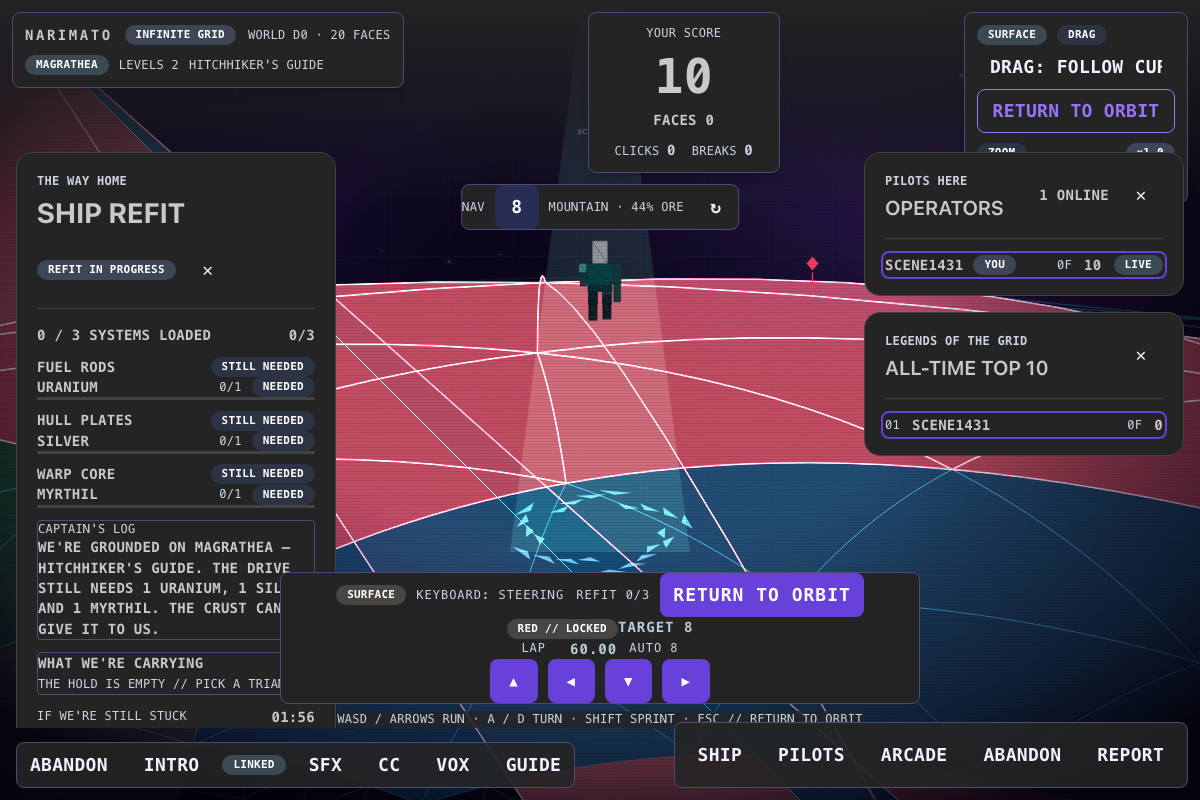 NARIMATO INFINITE GRID WORLD D0 · 20 FACES
MAGRATHEA LEVELS 2 HITCHHIKER'S GUIDE
YOUR SCORE
10
FACES 0
CLICKS 0 BREAKS 0
SURFACE DRAG
DRAG: FOLLOW
RETURN TO ORBIT
NAV 8 MOUNTAIN · 44% ORE ↻
THE WAY HOME
SHIP REFIT
REFIT IN PROGRESS ×
0 / 3 SYSTEMS LOADED 0/3
FUEL RODS STILL NEEDED
URANIUM 0/1 NEEDED
HULL PLATES STILL NEEDED
SILVER 0/1 NEEDED
WARP CORE STILL NEEDED
MYRTHIL 0/1 NEEDED
CAPTAIN'S LOG
WE'RE GROUNDED ON MAGRATHEA —
HITCHHIKER'S GUIDE. THE DRIVE
STILL NEEDS 1 URANIUM, 1
AND 1 MYRTHIL. THE CRUST CAN
GIVE IT TO US.
WHAT WE'RE CARRYING
THE HOLD IS EMPTY // PICK A
IF WE'RE STILL STUCK 01:56
PILOTS HERE
OPERATORS 1 ONLINE ×
SCENE1431 YOU 0F 10 LIVE
LEGENDS OF THE GRID
ALL-TIME TOP 10 ×
01 SCENE1431 0F 0
SURFACE KEYBOARD: STEERING REFIT 0/3 RETURN TO ORBIT
RED // LOCKED TARGET 8
LAP 60.00 AUTO 8
▲ ◀ ▼ ▶
WASD / ARROWS RUN · A / D TURN · SHIFT SPRINT · ESC // RETURN TO ORBIT
ABANDON INTRO LINKED SFX CC VOX GUIDE
SHIP PILOTS ARCADE ABANDON REPORT